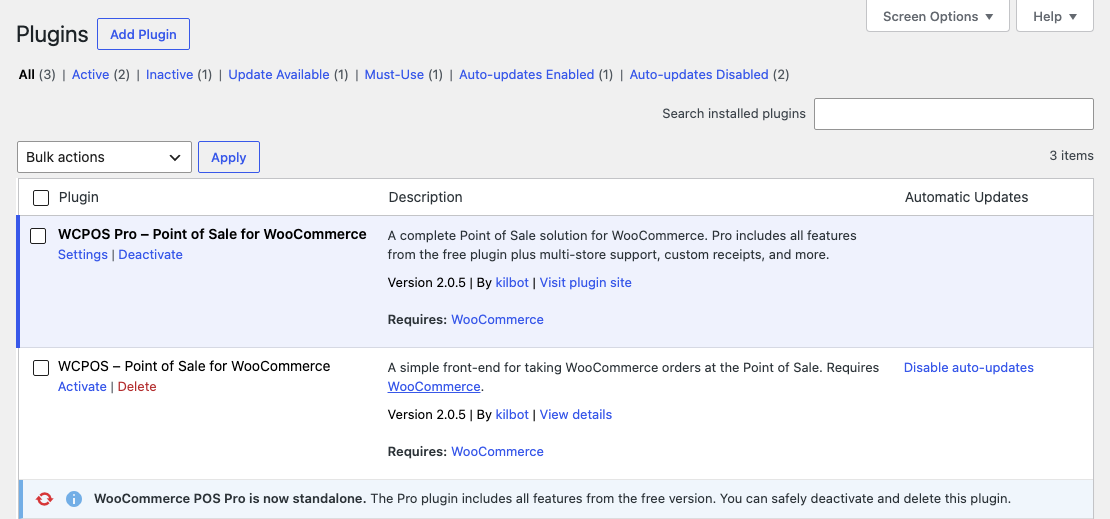 Screen Options ▼ Help ▼
Plugins Add Plugin
All (3) | Active (2) | Inactive (1) | Update Available (1) | Must-Use (1) | Auto-updates Enabled (1) | Auto-updates Disabled (2)
Search installed plugins
Bulk actions Apply 3 items
Plugin Description Automatic Updates
WCPOS Pro – Point of Sale for WooCommerce
Settings | Deactivate
A complete Point of Sale solution for WooCommerce. Pro includes all features
from the free plugin plus multi-store support, custom receipts, and more.
Version 2.0.5 | By kilbot | Visit plugin site
Requires: WooCommerce
WCPOS – Point of Sale for WooCommerce
Activate | Delete
A simple front-end for taking WooCommerce orders at the Point of Sale. Requires
WooCommerce.
Version 2.0.5 | By kilbot | View details
Requires: WooCommerce
Disable auto-updates
WooCommerce POS Pro is now standalone. The Pro plugin includes all features from the free version. You can safely deactivate and delete this plugin.